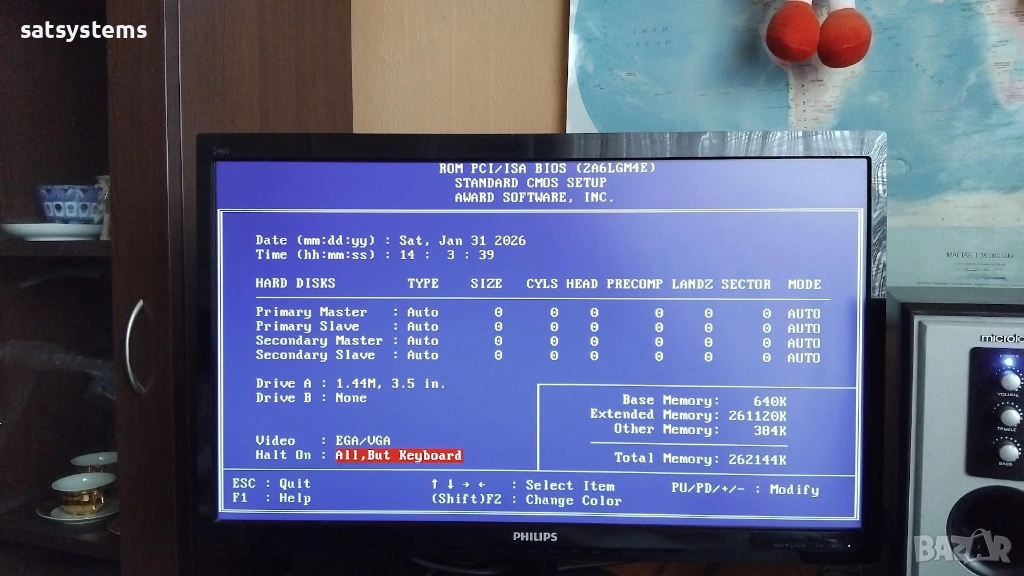 satsystems
ROM PCI/ISA BIOS (2A6LGM4E)
STANDARD CMOS SETUP
AWARD SOFTWARE, INC.
Date (mm:dd:yy) : Sat, Jan 31 2026
Time (hh:mm:ss) : 14 : 3 : 39
HARD DISKS TYPE SIZE CYLS HEAD PRECOMP LANDZ SECTOR MODE
Primary Master : Auto 0 0 0 0 0 0 AUTO
Primary Slave : Auto 0 0 0 0 0 0 AUTO
Secondary Master : Auto 0 0 0 0 0 0 AUTO
Secondary Slave : Auto 0 0 0 0 0 0 AUTO
Drive A : 1.44M, 3.5 in.
Drive B : None
Base Memory: 640K
Extended Memory: 261120K
Other Memory: 384K
Total Memory: 262144K
Video : EGA/VGA
Halt On : All,But Keyboard
ESC : Quit ↑ ↓ → ← : Select Item PU/PD/+/- : Modify
F1 : Help (Shift)F2 : Change Color
PHILIPS
microla
VOLUME
TREBLE
BASS
BAZAR